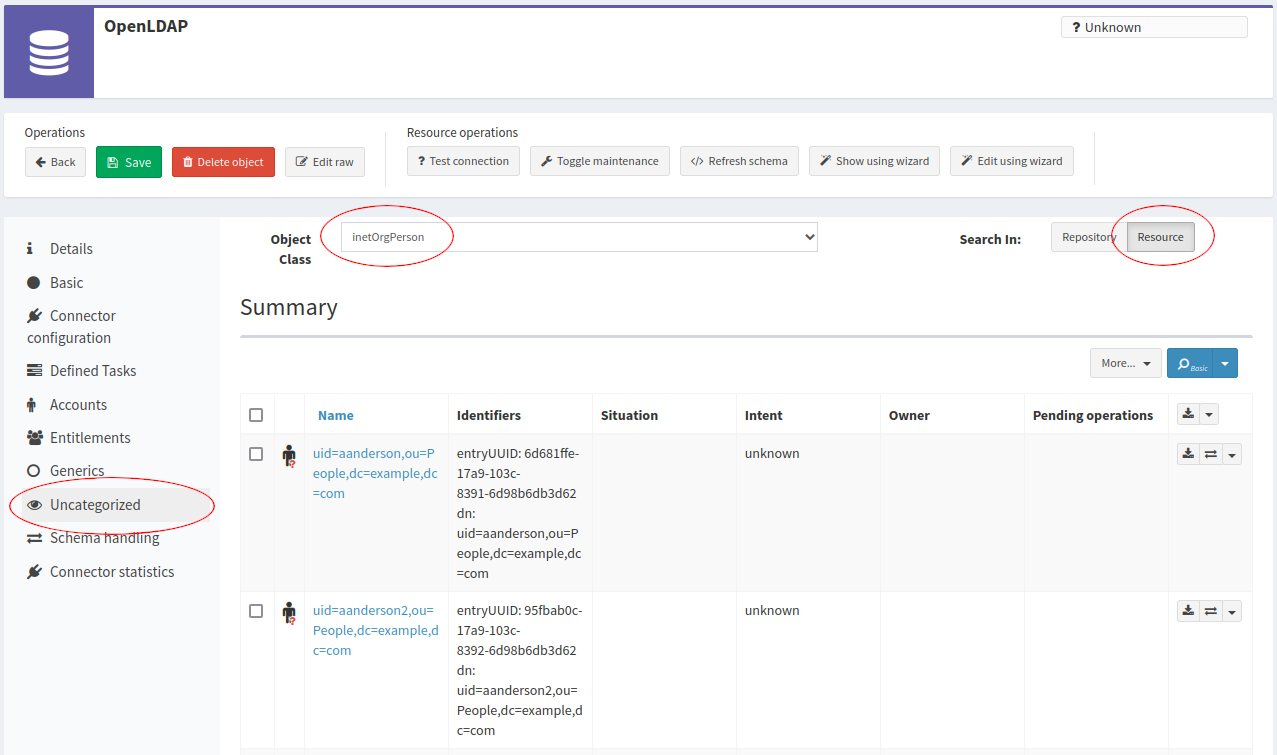 OpenLDAP
? Unknown
Operations
Resource operations
Back
Save
Delete object
Edit raw
? Test connection
Toggle maintenance
</> Refresh schema
Show using wizard
Edit using wizard
Details
Basic
Connector
configuration
Defined Tasks
Accounts
Entitlements
Generics
Uncategorized
Schema handling
Connector statistics
Object
Class
inetOrgPerson
Search In:
Repository
Resource
Summary
More...
Basic
Name
Identifiers
Situation
Intent
Owner
Pending operations
uid=aanderson,ou=P
eople,dc=example,dc
=com
entryUUID: 6d681ffe-
17a9-103c-
8391-6d98b6db3d62
dn:
uid=aanderson,ou=P
eople,dc=example,dc
=com
unknown
uid=aanderson2,ou=
People,dc=example,d
c=com
entryUUID: 95fbab0c-
17a9-103c-
8392-6d98b6db3d62
dn:
uid=aanderson2,ou=
People,dc=example,d
c=com
unknown